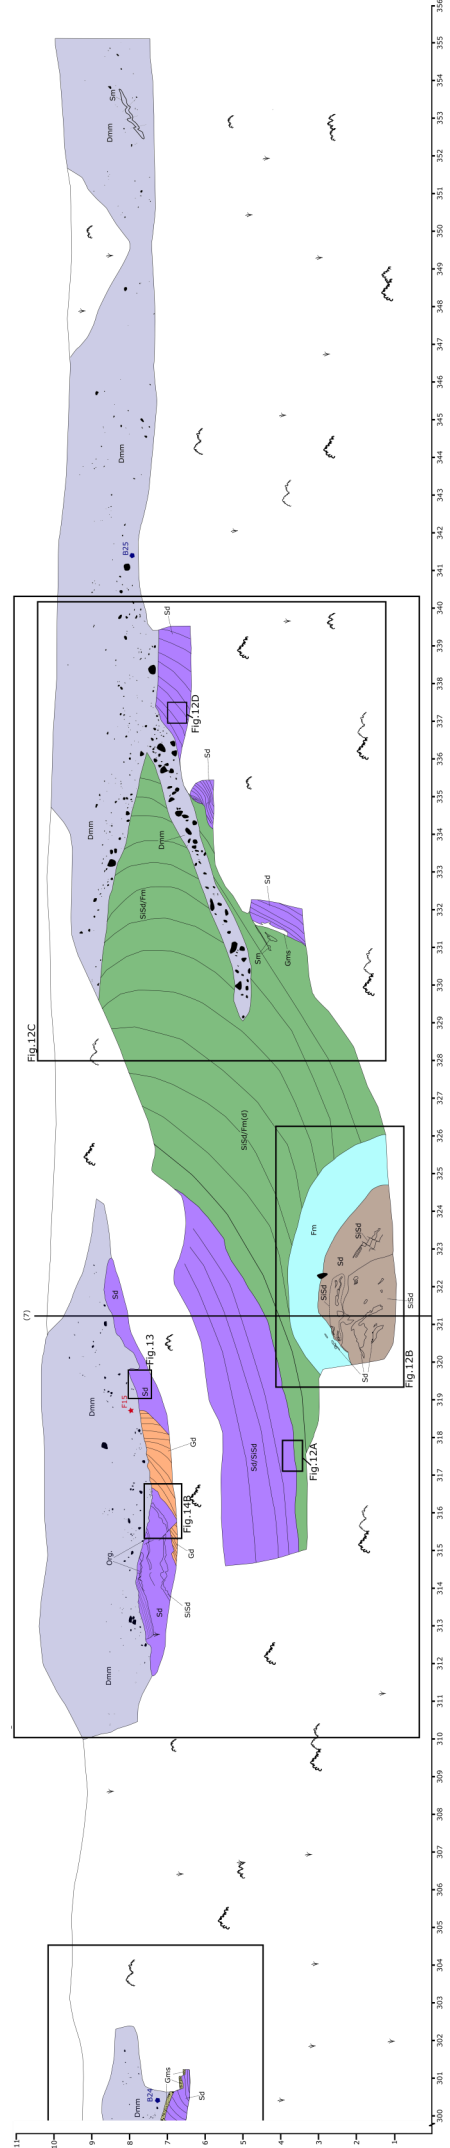 11
10
9
8
7
6
5
4
3
2
1
Dmm
B24
Gms
Sd
Dmm
Org.
Sd
SiSd
Gd
Fig.14B
Gd
F15
Dmm
Sd
Fig.13
Sd
(7)
Sd/SiSd
Fig.12A
SiSd/Fm(d)
Fm
SiSd
Sd
SiSd
SiSd
Sd
Fig.12B
Fig.12C
Dmm
SiSd/Fm
Dmm
Sm
Gms
Sd
Sd
Fig.12D
Sd
B25
Dmm
Dmm
Sm
300 301 302 303 304 305 306 307 308 309 310 311 312 313 314 315 316 317 318 319 320 321 322 323 324 325 326 327 328 329 330 331 332 333 334 335 336 337 338 339 340 341 342 343 344 345 346 347 348 349 350 351 352 353 354 355 356